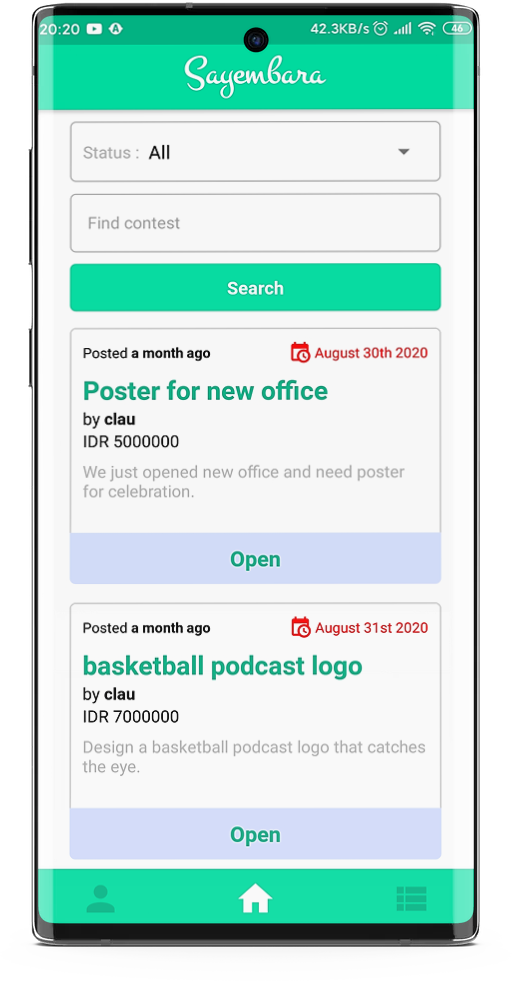 20:20 42.3KB/s 46
Sayembara
Status : All
Find contest
Search
Posted a month ago August 30th 2020
Poster for new office
by clau
IDR 5000000
We just opened new office and need poster
for celebration.
Open
Posted a month ago August 31st 2020
basketball podcast logo
by clau
IDR 7000000
Design a basketball podcast logo that catches
the eye.
Open